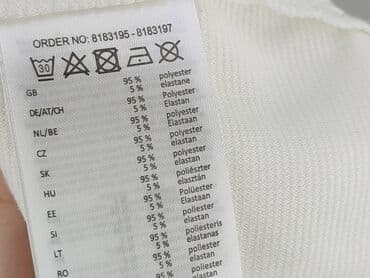 ORDER NO: 8183195 - 8183197
30
GB 95 % polyester
5 % elastane
DE/AT/CH 95 % Polyester
5 % Elastan
NL/BE 95 % polyester
5 % Elastaan
CZ 95 % polyester
5 % elastan
SK 95 % polyester
5 % elastan
HU 95 % poliészter
5 % elasztán
EE 95 % Polüester
5 % Elastaan
SI 95 % poliester
5 % elastan
LT 95 % poliesteris
5 % elastanas
RO 95 % poliester
5 % elastan